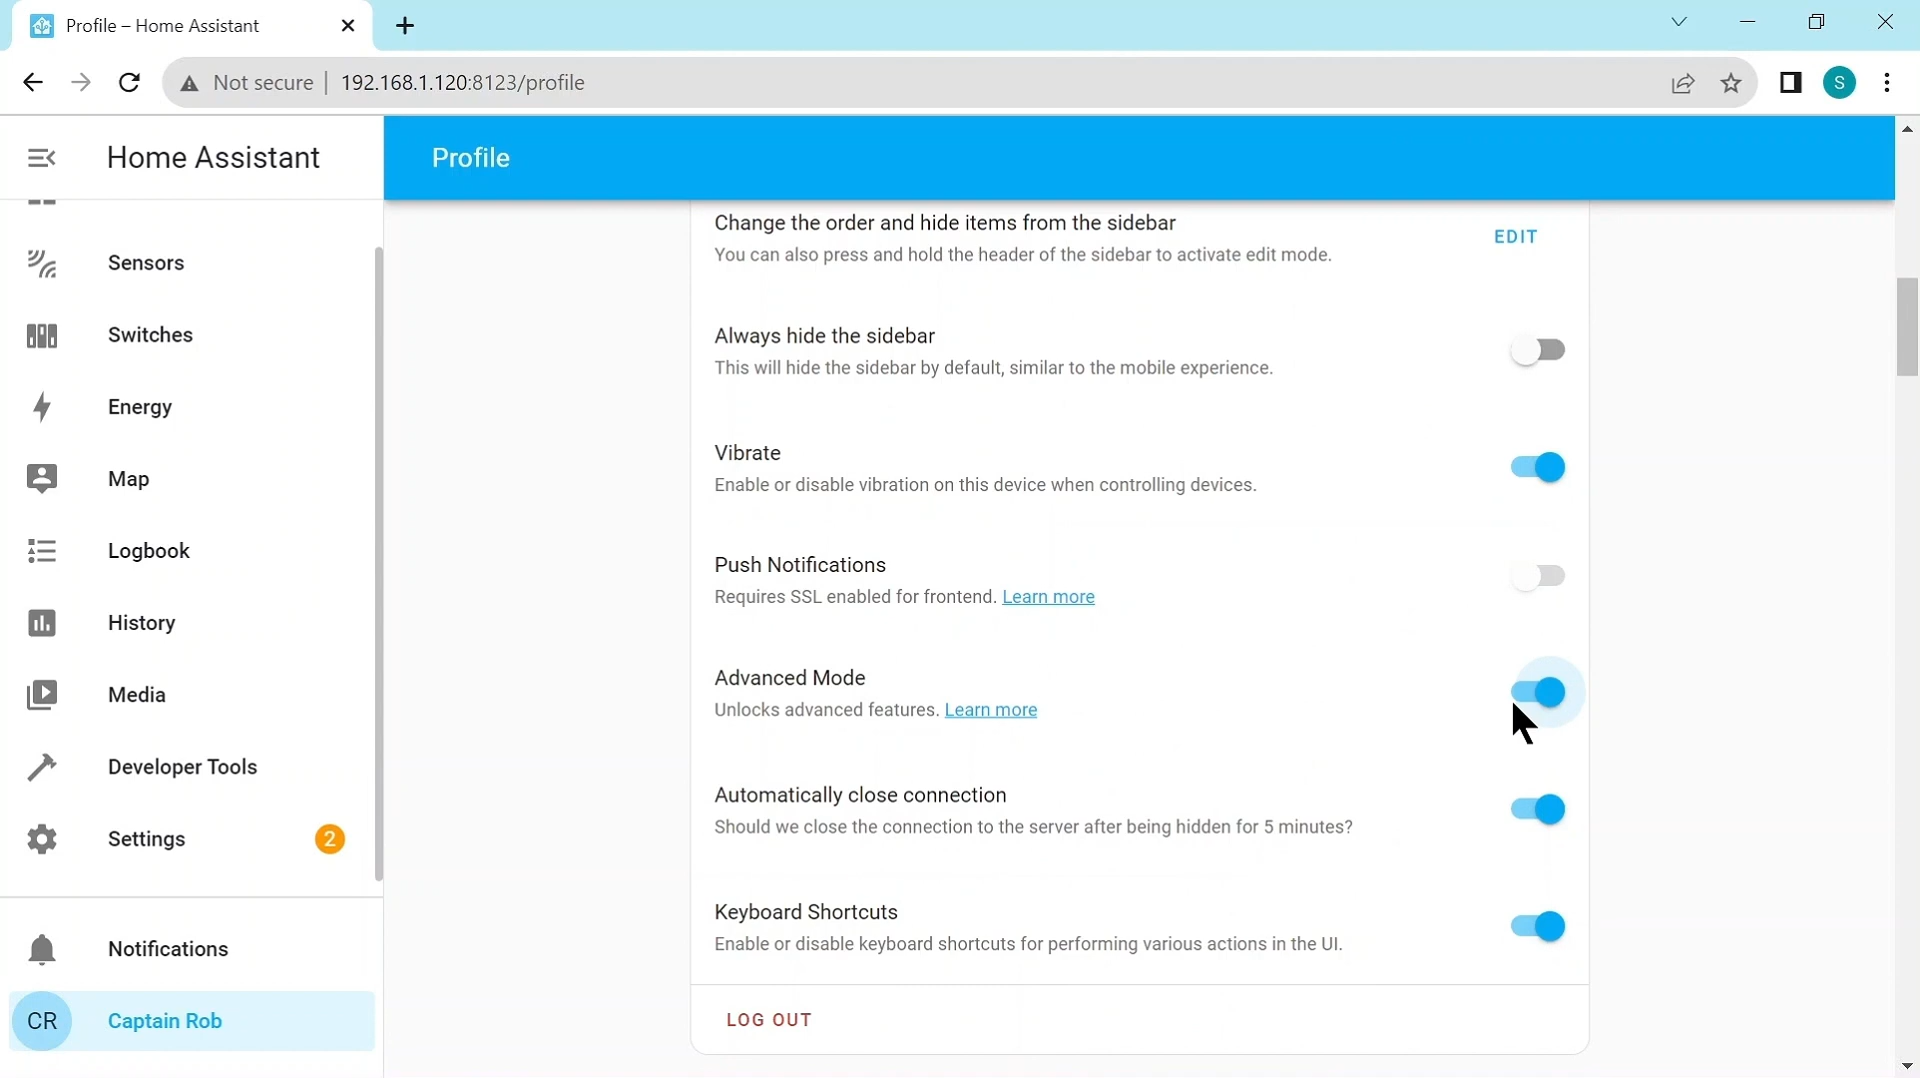 Profile – Home Assistant
Not secure | 192.168.1.120:8123/profile
S
Home Assistant
Profile
Sensors
Switches
Energy
Map
Logbook
History
Media
Developer Tools
Settings 2
Notifications
CR Captain Rob
Change the order and hide items from the sidebar
You can also press and hold the header of the sidebar to activate edit mode.
EDIT
Always hide the sidebar
This will hide the sidebar by default, similar to the mobile experience.
Vibrate
Enable or disable vibration on this device when controlling devices.
Push Notifications
Requires SSL enabled for frontend. Learn more
Advanced Mode
Unlocks advanced features. Learn more
Automatically close connection
Should we close the connection to the server after being hidden for 5 minutes?
Keyboard Shortcuts
Enable or disable keyboard shortcuts for performing various actions in the UI.
LOG OUT